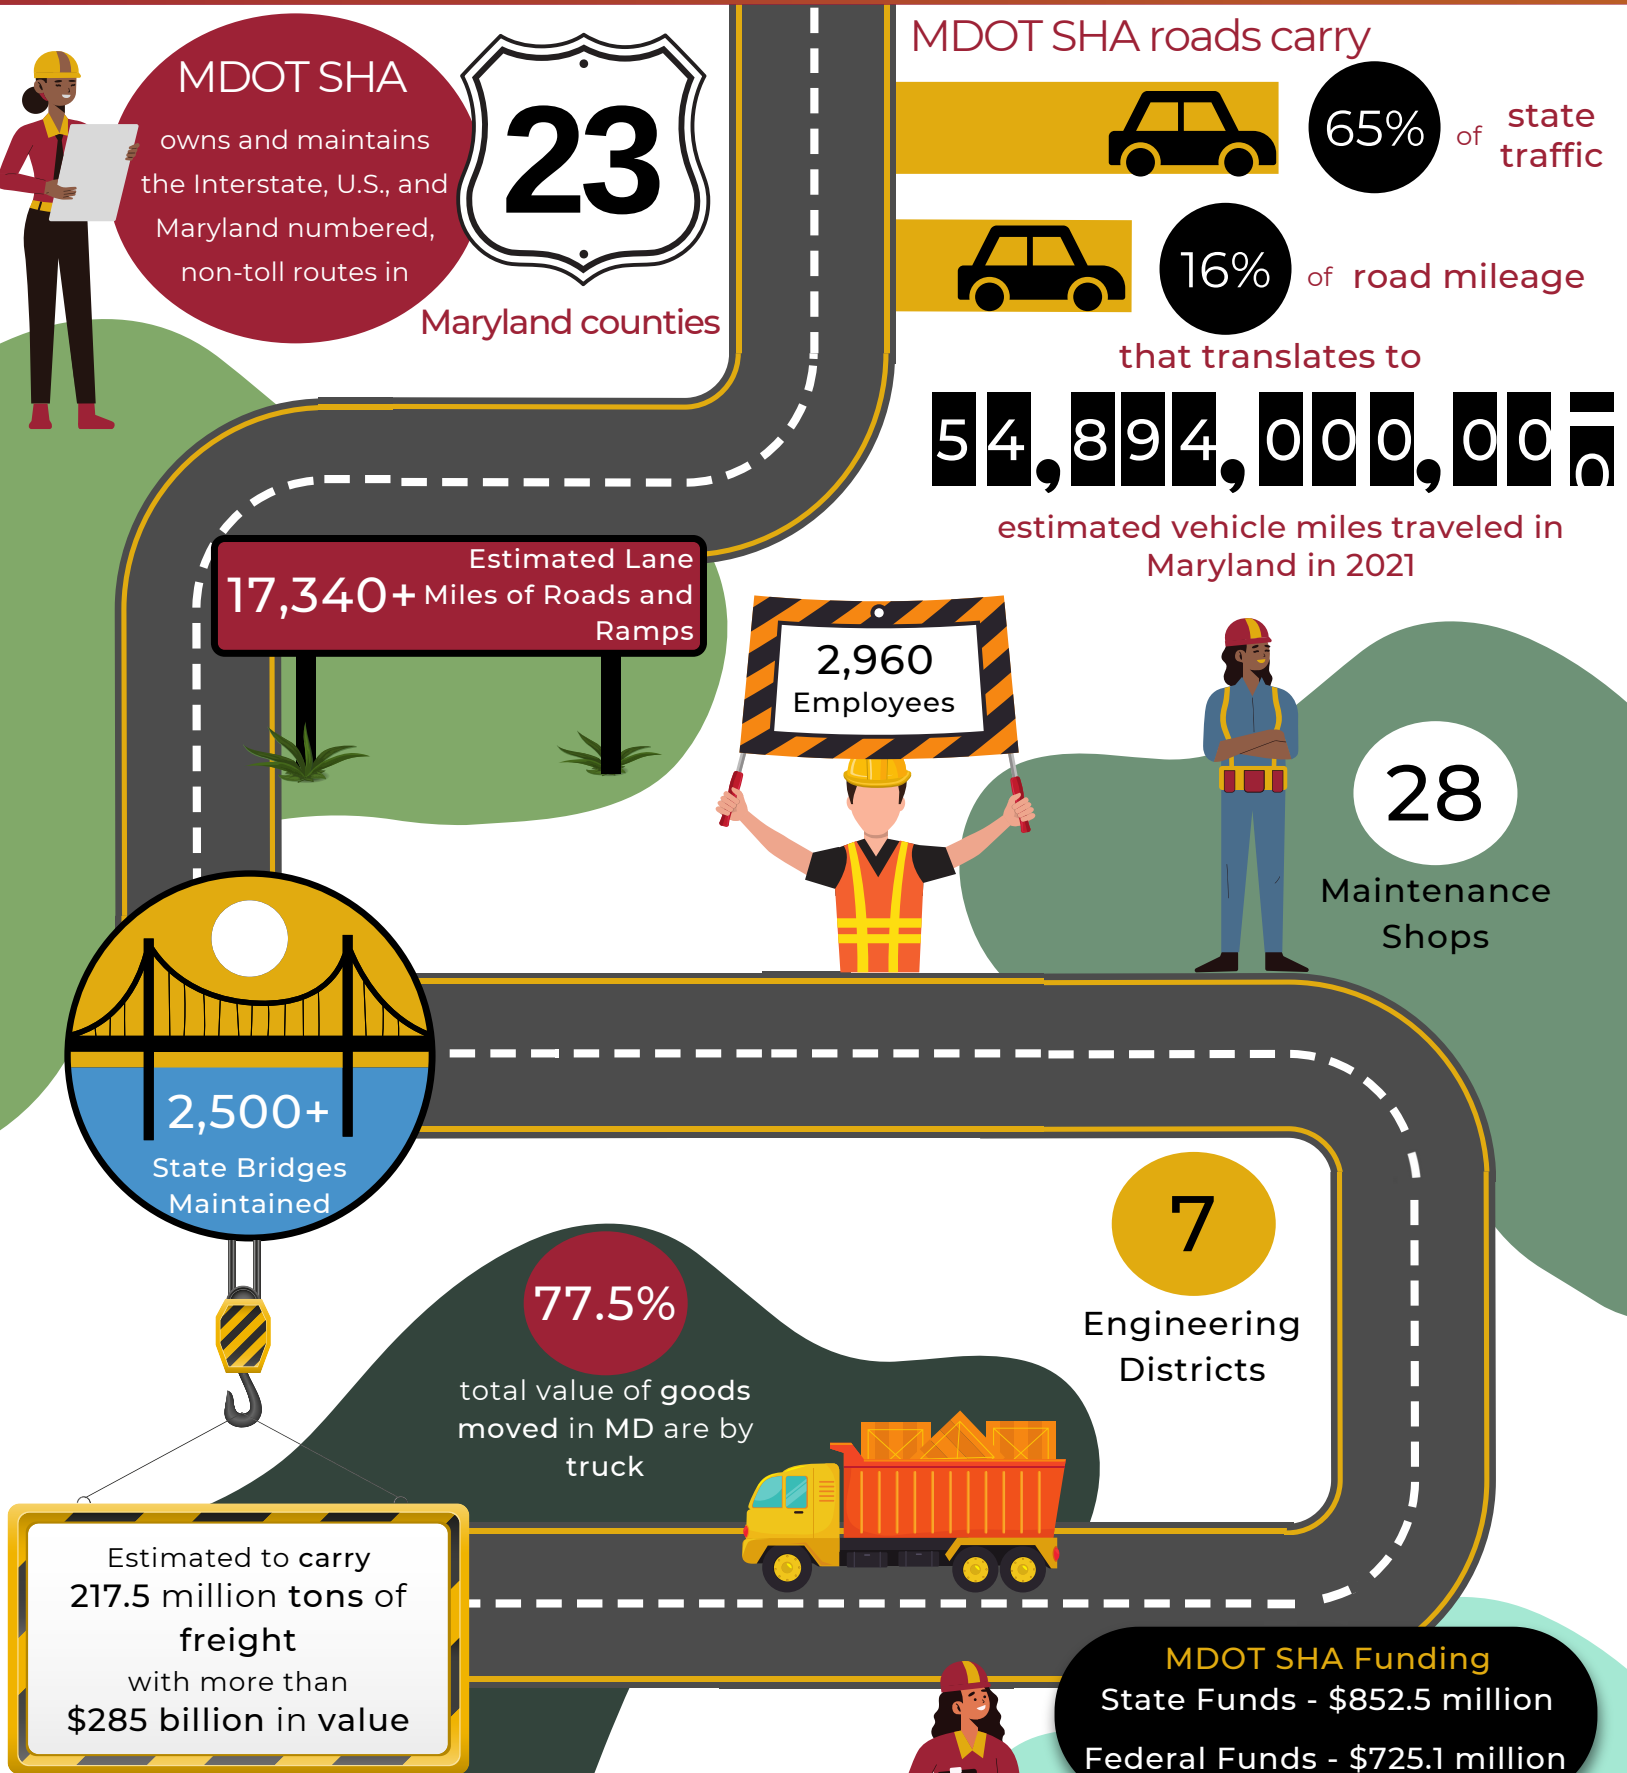 MDOT SHA
owns and maintains
the Interstate, U.S., and
Maryland numbered,
non-toll routes in
23
Maryland counties
MDOT SHA roads carry
65% of state
traffic
16% of road mileage
that translates to
54,894,000,000
estimated vehicle miles traveled in
Maryland in 2021
17,340+
Estimated Lane
Miles of Roads and
Ramps
2,960
Employees
28
Maintenance
Shops
2,500+
State Bridges
Maintained
7
Engineering
Districts
77.5%
total value of goods
moved in MD are by
truck
Estimated to carry
217.5 million tons of
freight
with more than
$285 billion in value
MDOT SHA Funding
State Funds - $852.5 million
Federal Funds - $725.1 million